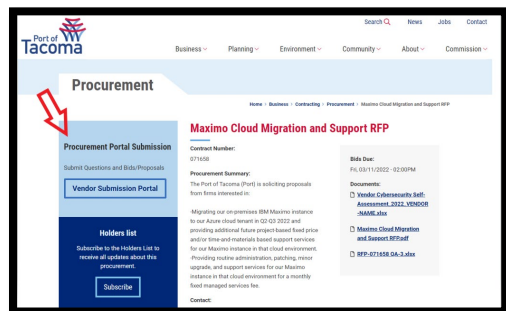 Search News Jobs Contact
Port of
Tacoma
Business Planning Environment Community About Commission
Procurement
Home Business Contracting Procurement Maximo Cloud Migration and Support RFP
Procurement Portal Submission
Submit Questions and Bids/Proposals
Vendor Submission Portal
Holders list
Subscribe to the Holders List to
receive all updates about this
procurement.
Subscribe
Maximo Cloud Migration and Support RFP
Contract Number:
071658
Procurement Summary:
The Port of Tacoma (Port) is soliciting proposals
from firms interested in:
-Migrating our on-premises IBM Maximo instance
to our Azure cloud tenant in Q2-Q3 2022 and
providing additional future project-based fixed price
and/or time-and-materials based support services
for our Maximo instance in that cloud environment.
-Providing routine administration, patching, minor
upgrade, and support services for our Maximo
instance in that cloud environment for a monthly
fixed managed services fee.
Contact:
Bids Due:
Fri, 03/11/2022 - 02:00PM
Documents:
Vendor Cybersecurity Self-
Assessment_2022_VENDOR
-NAME.xlsx
Maximo Cloud Migration
and Support RFP.pdf
RFP-071658 QA-3.xlsx